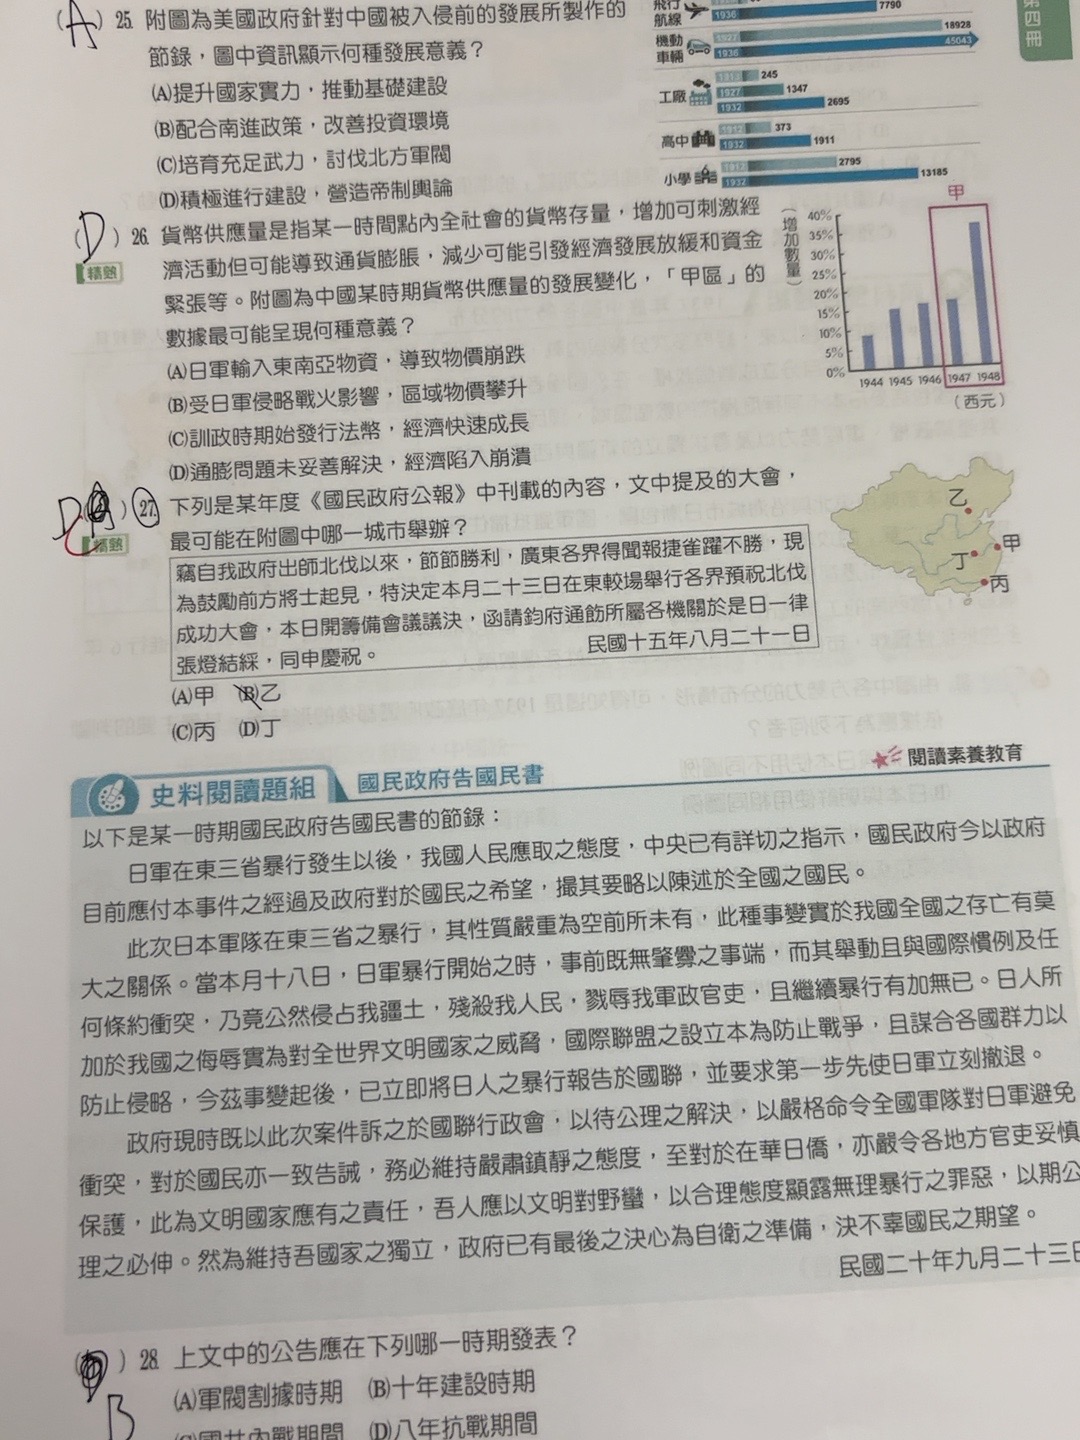 (A) 25. 附圖為美國政府針對中國被入侵前的發展所製作的
節錄，圖中資訊顯示何種發展意義？
(A)提升國家實力，推動基礎建設
(B)配合南進政策，改善投資環境
(C)培育充足武力，討伐北方軍閥
(D)積極進行建設，營造帝制輿論
飛行
航線
1936
7790
機動
車輛
1927
18928
1936
45043
工廠
245
1927
1347
1932
2695
高中
1912
373
1932
1911
小學
1912
2795
1932
13185
第四冊
(D) 26. 貨幣供應量是指某一時間點內全社會的貨幣存量，增加可刺激經
精熟
濟活動但可能導致通貨膨脹，減少可能引發經濟發展放緩和資金
緊張等。附圖為中國某時期貨幣供應量的發展變化，「甲區」的
數據最可能呈現何種意義？
(A)日軍輸入東南亞物資，導致物價崩跌
(B)受日軍侵略戰火影響，區域物價攀升
(C)訓政時期始發行法幣，經濟快速成長
(D)通膨問題未妥善解決，經濟陷入崩潰
甲
（增加數量）
40%
35%
30%
25%
20%
15%
10%
5%
0%
1944 1945 1946 1947 1948
（西元）
D ( ) 27. 下列是某年度《國民政府公報》中刊載的內容，文中提及的大會，
精熟
最可能在附圖中哪一城市舉辦？
竊自我政府出師北伐以來，節節勝利，廣東各界得聞報捷雀躍不勝，現
為鼓勵前方將士起見，特決定本月二十三日在東較場舉行各界預祝北伐
成功大會，本日開籌備會議議決，函請鈞府通飭所屬各機關於是日一律
張燈結綵，同申慶祝。
民國十五年八月二十一日
(A)甲 (B)乙
(C)丙 (D)丁
乙
甲
丁
丙
史料閱讀題組 國民政府告國民書
閱讀素養教育
以下是某一時期國民政府告國民書的節錄：
日軍在東三省暴行發生以後，我國人民應取之態度，中央已有詳切之指示，國民政府今以政府
目前應付本事件之經過及政府對於國民之希望，撮其要略以陳述於全國之國民。
此次日本軍隊在東三省之暴行，其性質嚴重為空前所未有，此種事變實於我國全國之存亡有莫
大之關係。當本月十八日，日軍暴行開始之時，事前既無肇釁之事端，而其舉動且與國際慣例及任
何條約衝突，乃竟公然侵占我疆土，殘殺我人民，戮辱我軍政官吏，且繼續暴行有加無已。日人所
加於我國之侮辱實為對全世界文明國家之威脅，國際聯盟之設立本為防止戰爭，且謀合各國群力以
防止侵略，今茲事變起後，已立即將日人之暴行報告於國聯，並要求第一步先使日軍立刻撤退。
政府現時既以此次案件訴之於國聯行政會，以待公理之解決，以嚴格命令全國軍隊對日軍避免
衝突，對於國民亦一致告誡，務必維持嚴肅鎮靜之態度，至對於在華日僑，亦嚴令各地方官吏妥慎
保護，此為文明國家應有之責任，吾人應以文明對野蠻，以合理態度顯露無理暴行之罪惡，以期公
理之必伸。然為維持吾國家之獨立，政府已有最後之決心為自衛之準備，決不辜國民之期望。
民國二十年九月二十三日
( ) 28. 上文中的公告應在下列哪一時期發表？
B
(A)軍閥割據時期 (B)十年建設時期
(C)國共內戰期間 (D)八年抗戰期間